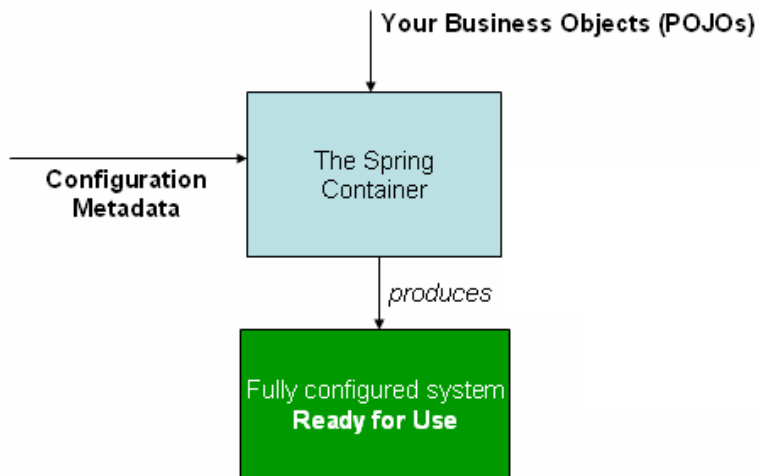 Your Business Objects (POJOs)
The Spring
Container
Configuration
Metadata
produces
Fully configured system
Ready for Use